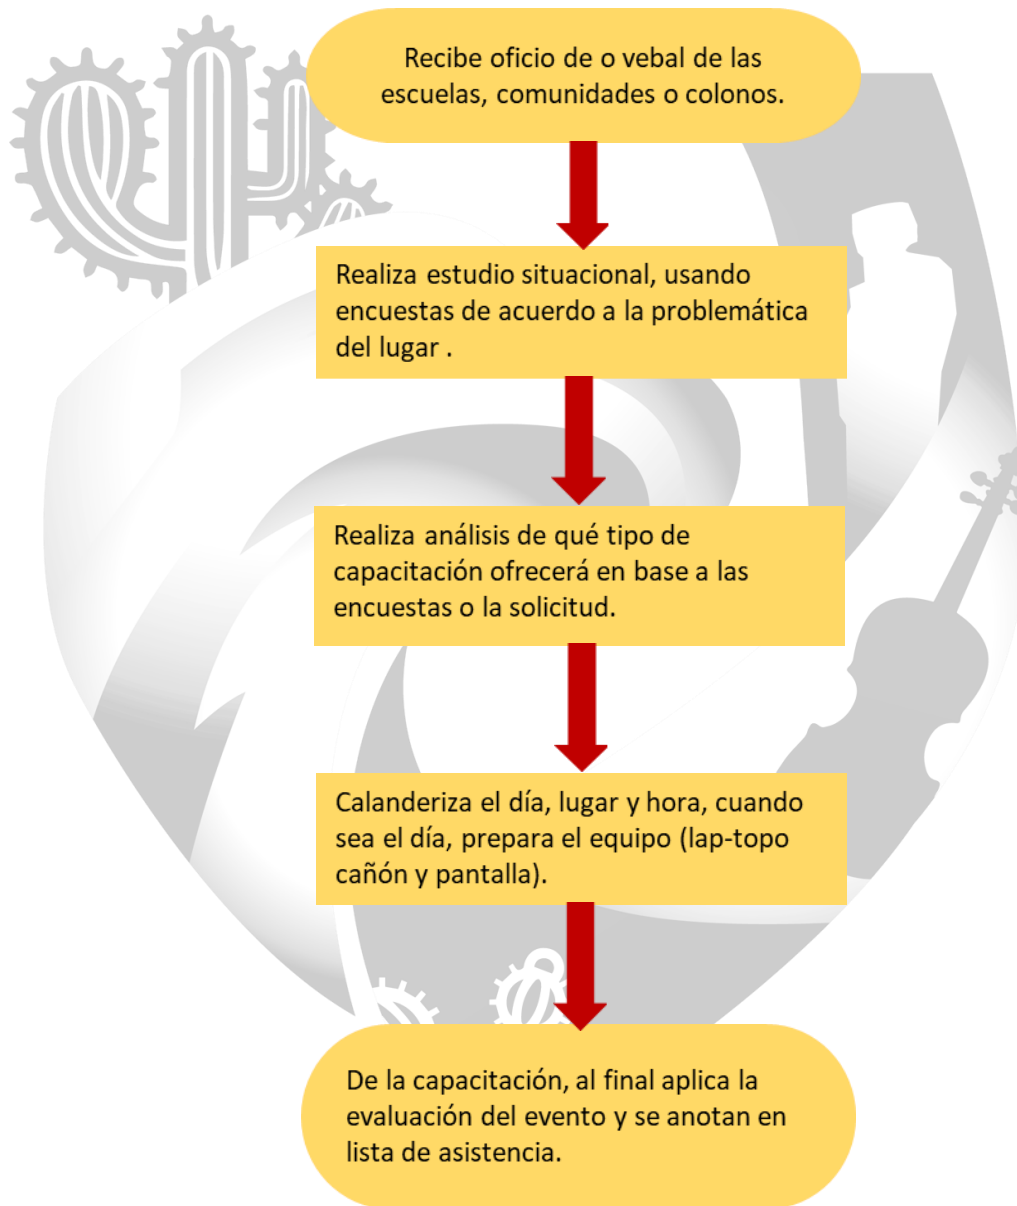 Recibe oficio de o vebal de las
escuelas, comunidades o colonos.
Realiza estudio situacional, usando
encuestas de acuerdo a la problemática
del lugar .
Realiza análisis de qué tipo de
capacitación ofrecerá en base a las
encuestas o la solicitud.
Calanderiza el día, lugar y hora, cuando
sea el día, prepara el equipo (lap-topo
cañón y pantalla).
De la capacitación, al final aplica la
evaluación del evento y se anotan en
lista de asistencia.